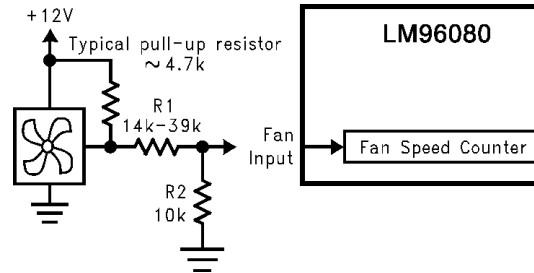 +12V
Typical pull-up resistor
~4.7k
R1
14k-39k
R2
10k
Fan
Input
LM96080
Fan Speed Counter